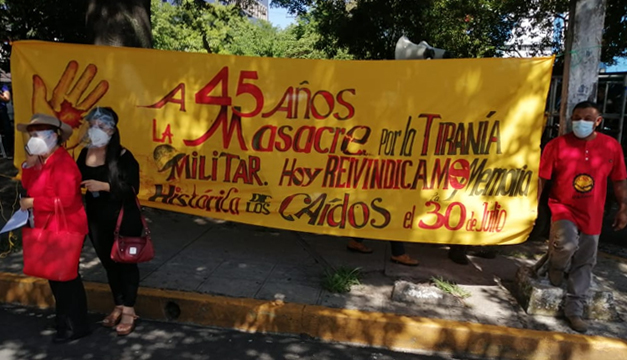 A 45 AÑOS
LA MASACRE POR la TIRANÍA
MILITAR. Hoy REIVINDICAMOS Memoria
Histórica de los CAÍDOS el 30 de Julio